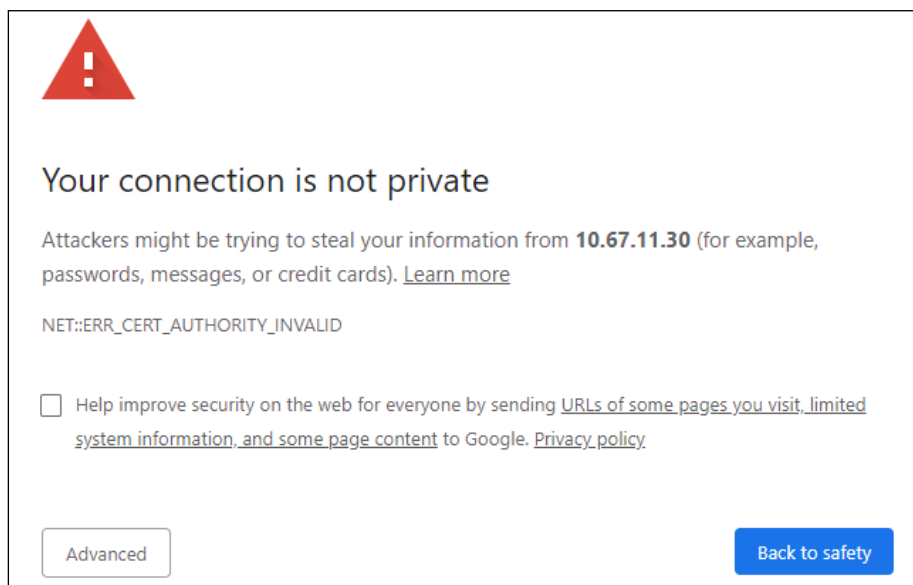 Your connection is not private
Attackers might be trying to steal your information from 10.67.11.30 (for example,
passwords, messages, or credit cards). Learn more
NET::ERR_CERT_AUTHORITY_INVALID
Help improve security on the web for everyone by sending URLs of some pages you visit, limited
system information, and some page content to Google. Privacy policy
Advanced
Back to safety